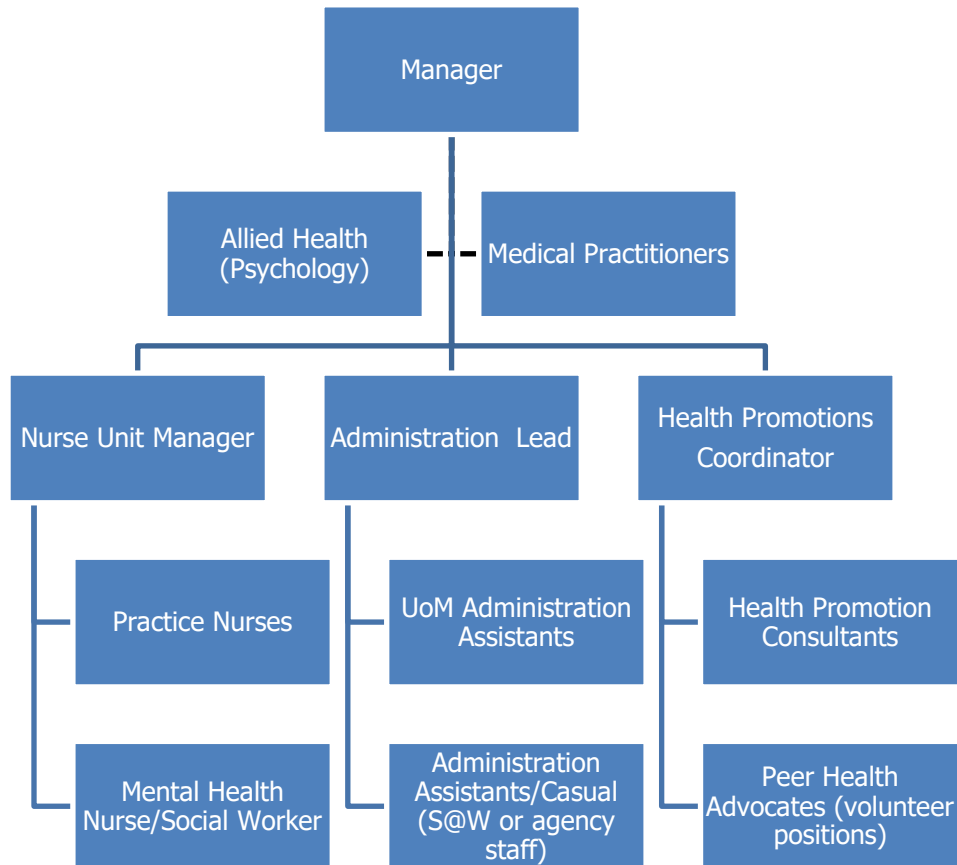 Manager
Allied Health
(Psychology)
Medical Practitioners
Nurse Unit Manager
Administration Lead
Health Promotions
Coordinator
Practice Nurses
UoM Administration
Assistants
Health Promotion
Consultants
Mental Health
Nurse/Social Worker
Administration
Assistants/Casual
(S@W or agency
staff)
Peer Health
Advocates (volunteer
positions)